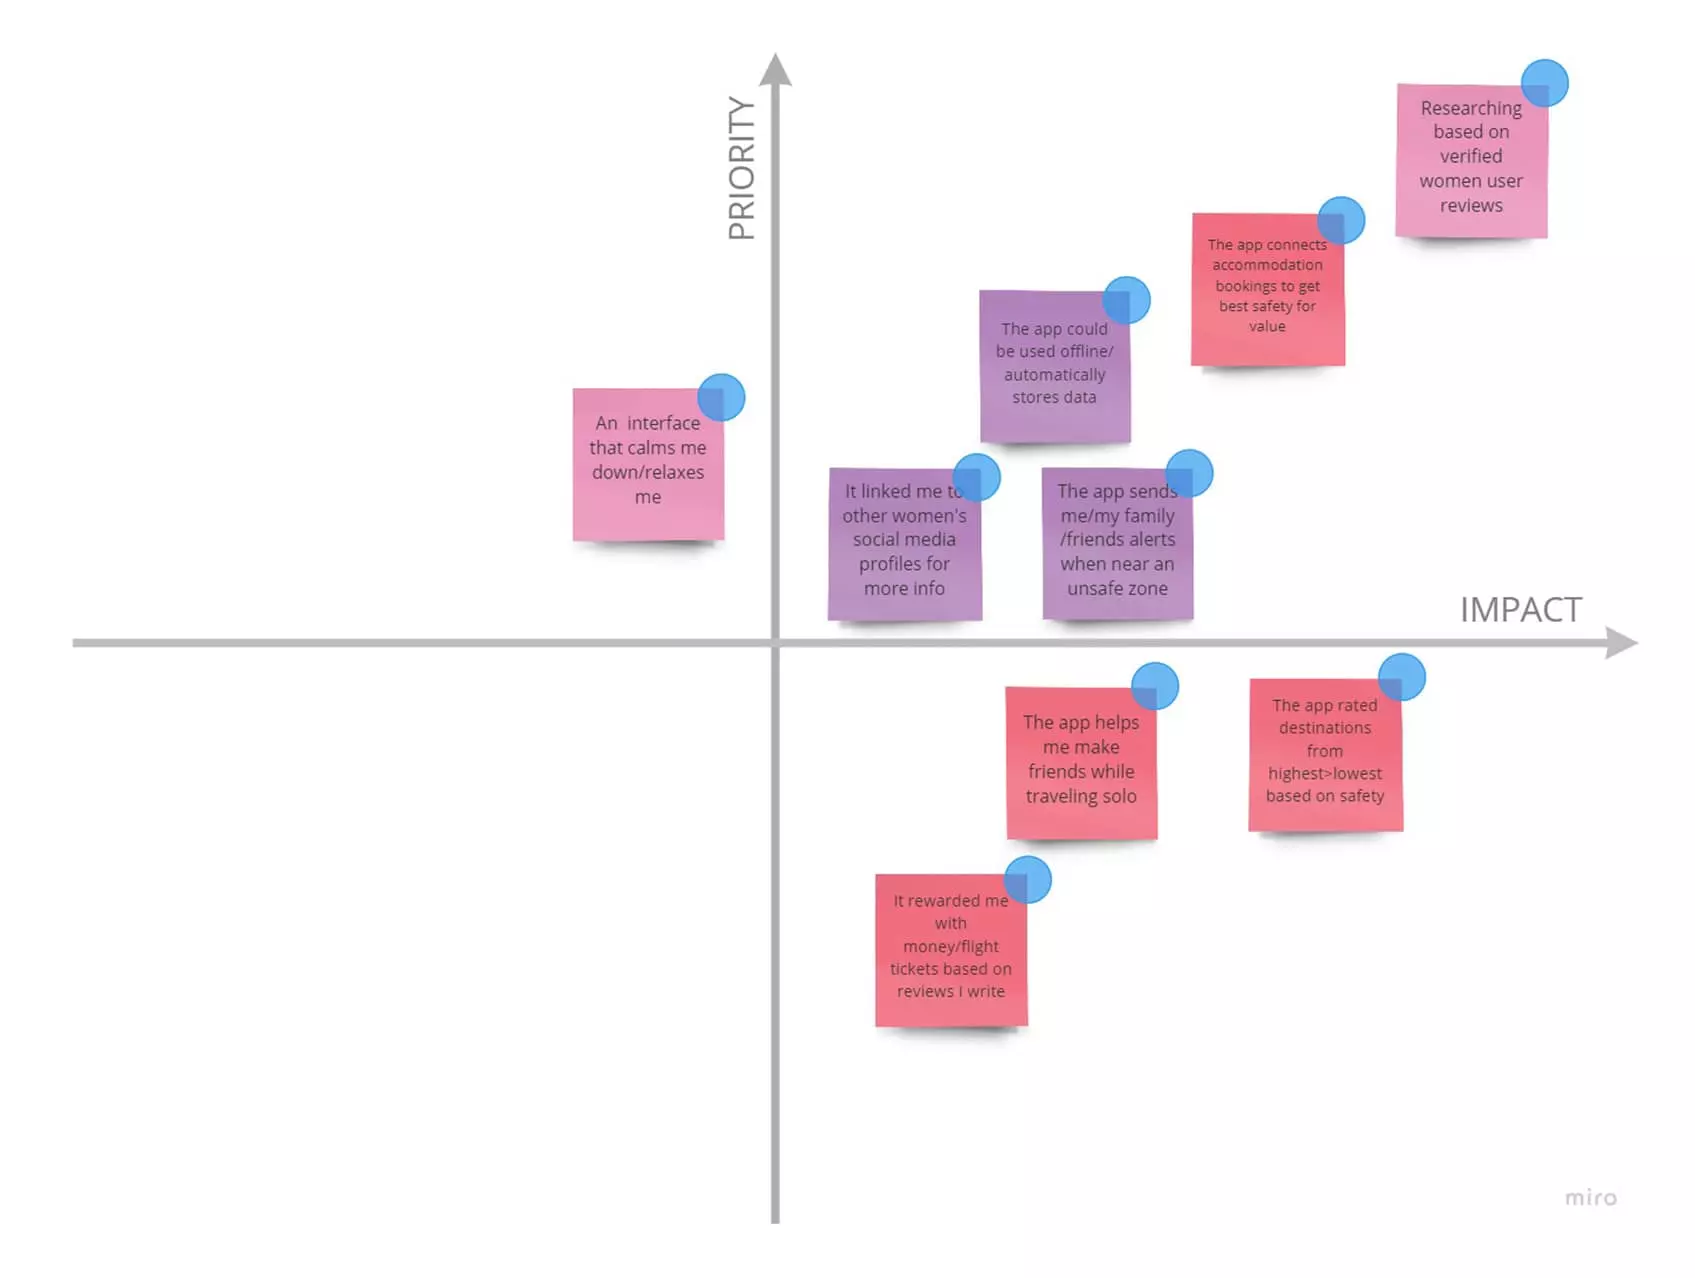 PRIORITY
Researching
based on
verified
women user
reviews
The app connects
accommodation
bookings to get
best safety for
value
The app could
be used offline/
automatically
stores data
An interface
that calms me
down/relaxes
me
It linked me to
other women's
social media
profiles for
more info
The app sends
me/my family
/friends alerts
when near an
unsafe zone
IMPACT
The app helps
me make
friends while
traveling solo
The app rated
destinations
from
highest>lowest
based on safety
It rewarded me
with
money/flight
tickets based on
reviews I write
miro